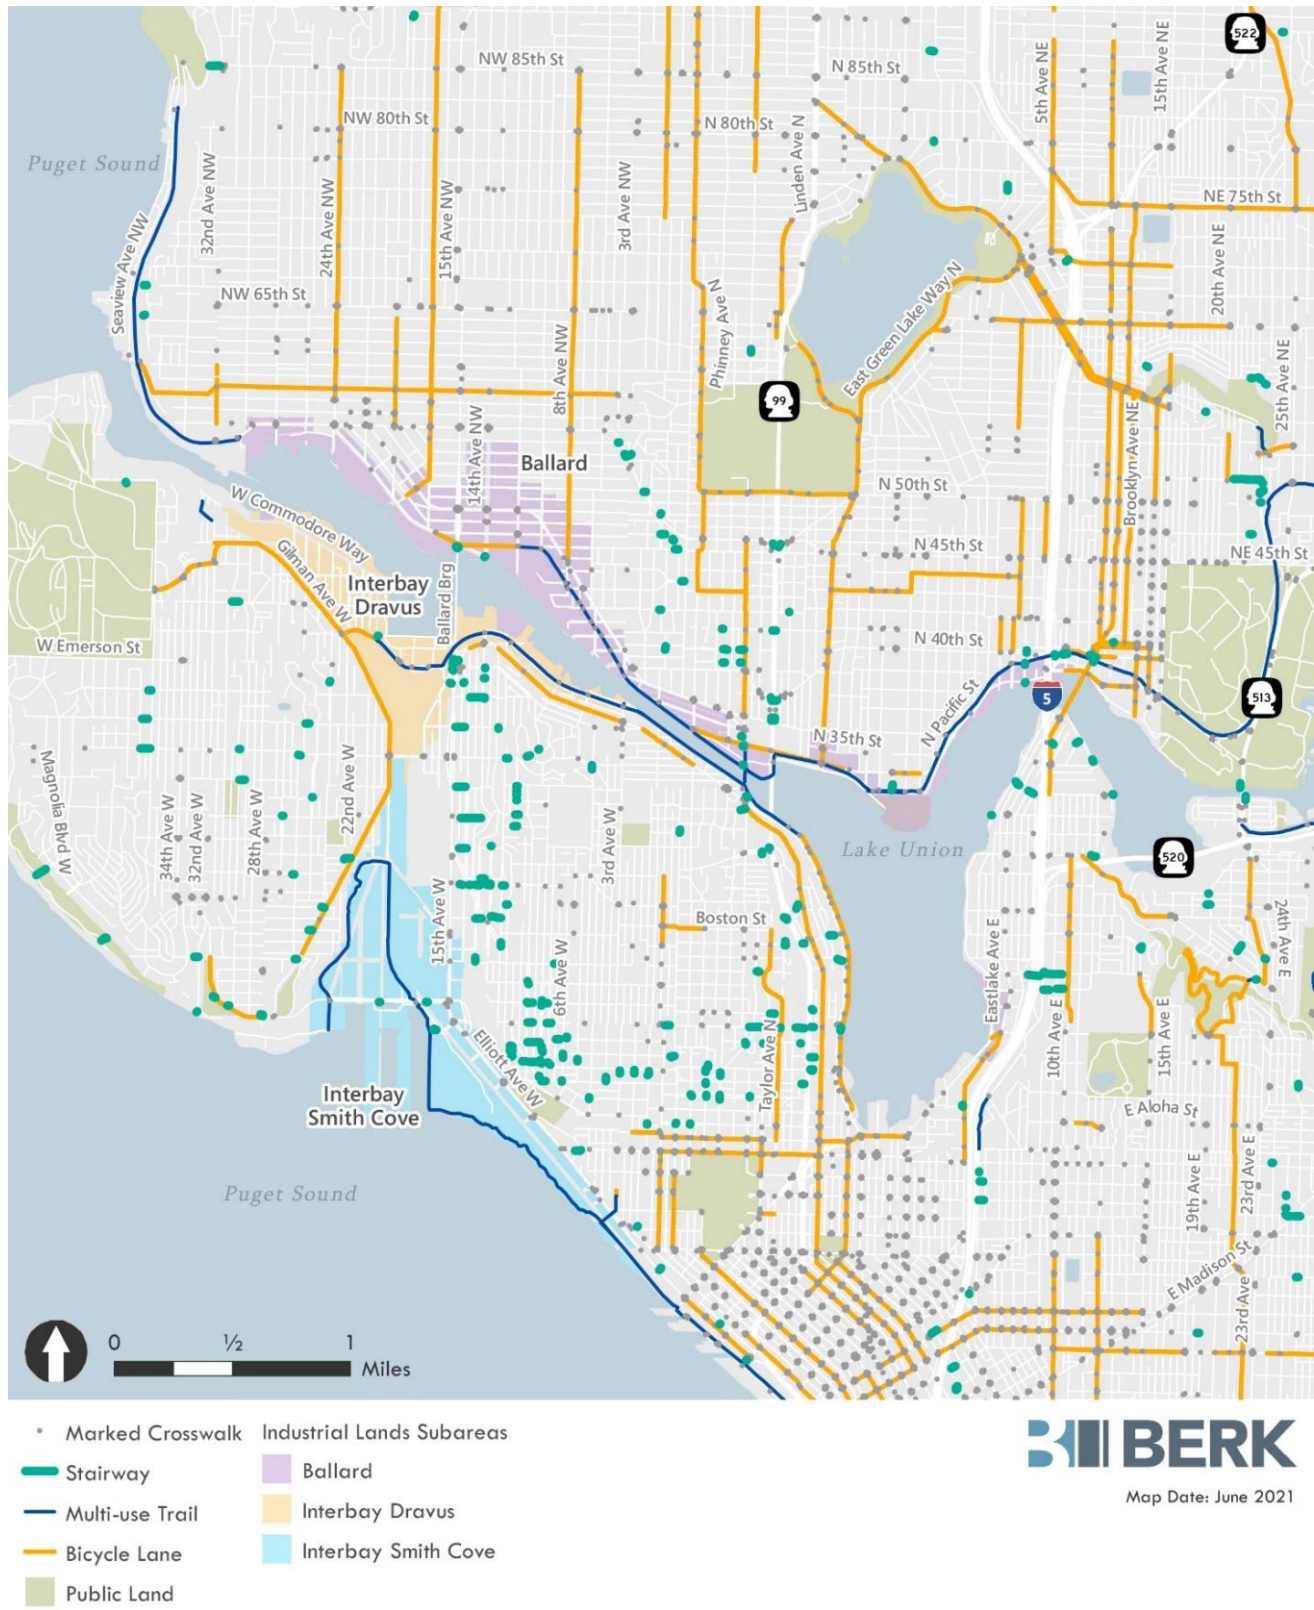 522
NW 85th St
N 85th St
5th Ave NE
15th Ave NE
NW 80th St
N 80th St
Puget Sound
Linden Ave N
NE 75th St
32nd Ave NW
24th Ave NW
15th Ave NW
3rd Ave NW
Seaview Ave NW
NW 65th St
20th Ave NE
Phinney Ave N
East Green Lake Way N
8th Ave NW
25th Ave NE
99
14th Ave NW
Ballard
Brooklyn Ave NE
N 50th St
W Commodore Way
N 45th St
NE 45th St
Gilman Ave W
Interbay
Dravus
Ballard Brg
N 40th St
W Emerson St
513
5
N Pacific St
N 35th St
Magnolia Blvd W
22nd Ave W
34th Ave W
32nd Ave W
28th Ave W
3rd Ave W
Lake Union
520
15th Ave W
Boston St
24th Ave E
6th Ave W
Eastlake Ave E
Elliott Ave W
Taylor Ave N
10th Ave E
15th Ave E
Interbay
Smith Cove
E Aloha St
Puget Sound
19th Ave E
23rd Ave E
E Madison St
23rd Ave
0 ½ 1
Miles
Marked Crosswalk
Stairway
Multi-use Trail
Bicycle Lane
Public Land
Industrial Lands Subareas
Ballard
Interbay Dravus
Interbay Smith Cove
BERK
Map Date: June 2021